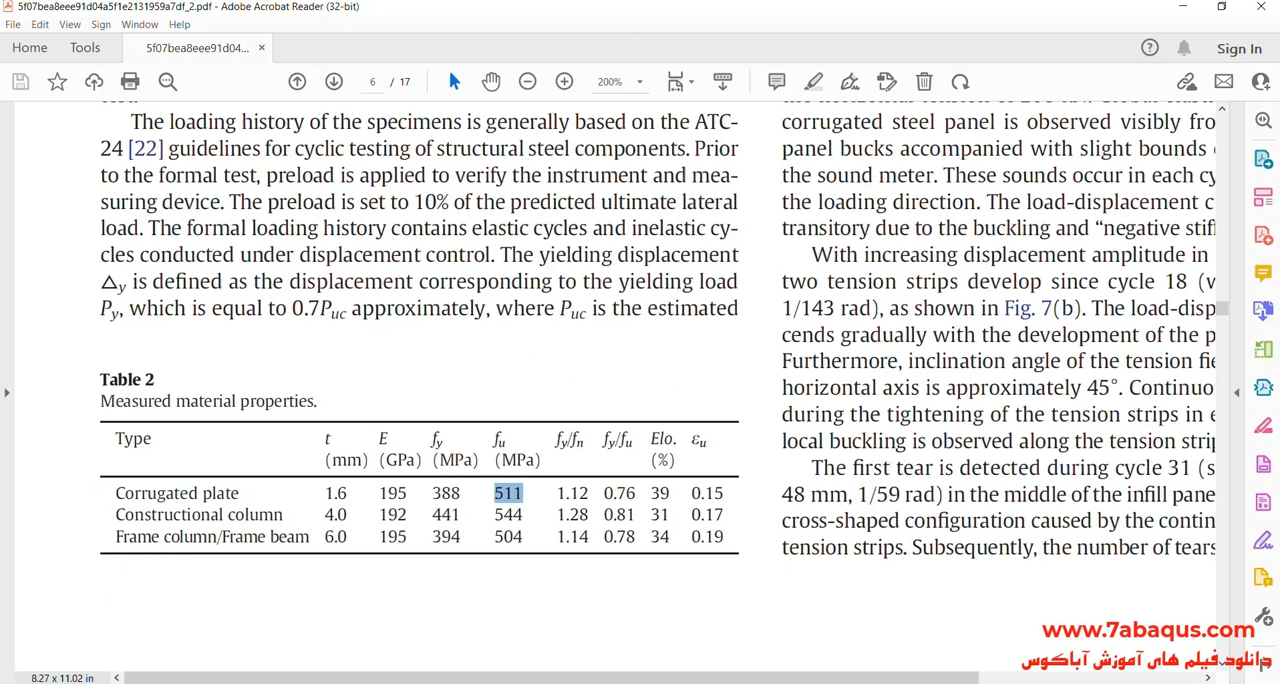 5f07bea8eee91d04a5f1e2131959a7df_2.pdf - Adobe Acrobat Reader (32-bit)
File Edit View Sign Window Help
Home Tools 5f07bea8eee91d04... × Sign In
6 / 17 200%
The loading history of the specimens is generally based on the ATC-
24 [22] guidelines for cyclic testing of structural steel components. Prior
to the formal test, preload is applied to verify the instrument and mea-
suring device. The preload is set to 10% of the predicted ultimate lateral
load. The formal loading history contains elastic cycles and inelastic cy-
cles conducted under displacement control. The yielding displacement
△y is defined as the displacement corresponding to the yielding load
Py, which is equal to 0.7Puc approximately, where Puc is the estimated
Table 2
Measured material properties.
Type t E fy fu fy/fn fy/fu Elo. εu
(mm) (GPa) (MPa) (MPa) (%)
Corrugated plate 1.6 195 388 511 1.12 0.76 39 0.15
Constructional column 4.0 192 441 544 1.28 0.81 31 0.17
Frame column/Frame beam 6.0 195 394 504 1.14 0.78 34 0.19
corrugated steel panel is observed visibly fro
panel bucks accompanied with slight bounds
the sound meter. These sounds occur in each cy
the loading direction. The load-displacement c
transitory due to the buckling and “negative stif
With increasing displacement amplitude in
two tension strips develop since cycle 18 (v
1/143 rad), as shown in Fig. 7(b). The load-disp
cends gradually with the development of the p
Furthermore, inclination angle of the tension fie
horizontal axis is approximately 45°. Continuo
during the tightening of the tension strips in e
local buckling is observed along the tension strip
The first tear is detected during cycle 31 (s
48 mm, 1/59 rad) in the middle of the infill pane
cross-shaped configuration caused by the contin
tension strips. Subsequently, the number of tears
www.7abaqus.com
دانلود فیلم های آموزش آباکوس
8.27 x 11.02 in